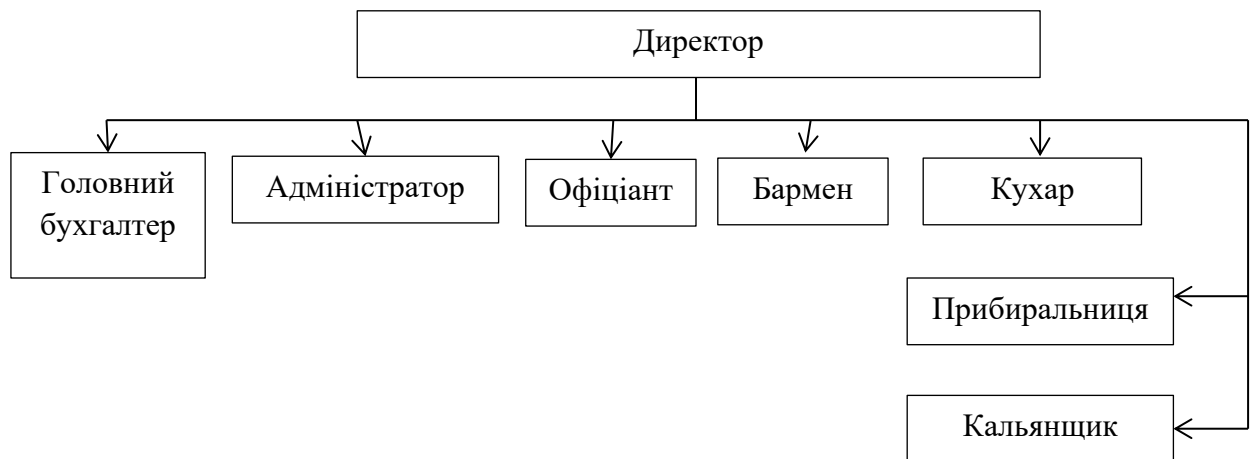 Директор
Головний
бухгалтер
Адміністратор
Офіціант
Бармен
Кухар
Прибиральниця
Кальянщик